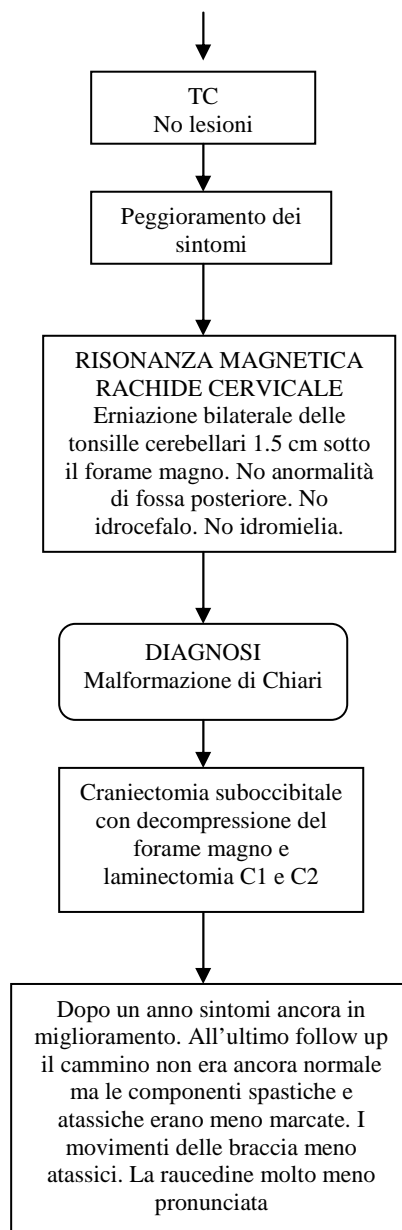 TC
No lesioni
Peggioramento dei
sintomi
RISONANZA MAGNETICA
RACHIDE CERVICALE
Erniazione bilaterale delle
tonsille cerebellari 1.5 cm sotto
il forame magno. No anormalità
di fossa posteriore. No
idrocefalo. No idromielia.
DIAGNOSI
Malformazione di Chiari
Craniectomia suboccibitale
con decompressione del
forame magno e
laminectomia C1 e C2
Dopo un anno sintomi ancora in
miglioramento. All’ultimo follow up
il cammino non era ancora normale
ma le componenti spastiche e
atassiche erano meno marcate. I
movimenti delle braccia meno
atassici. La raucedine molto meno
pronunciata